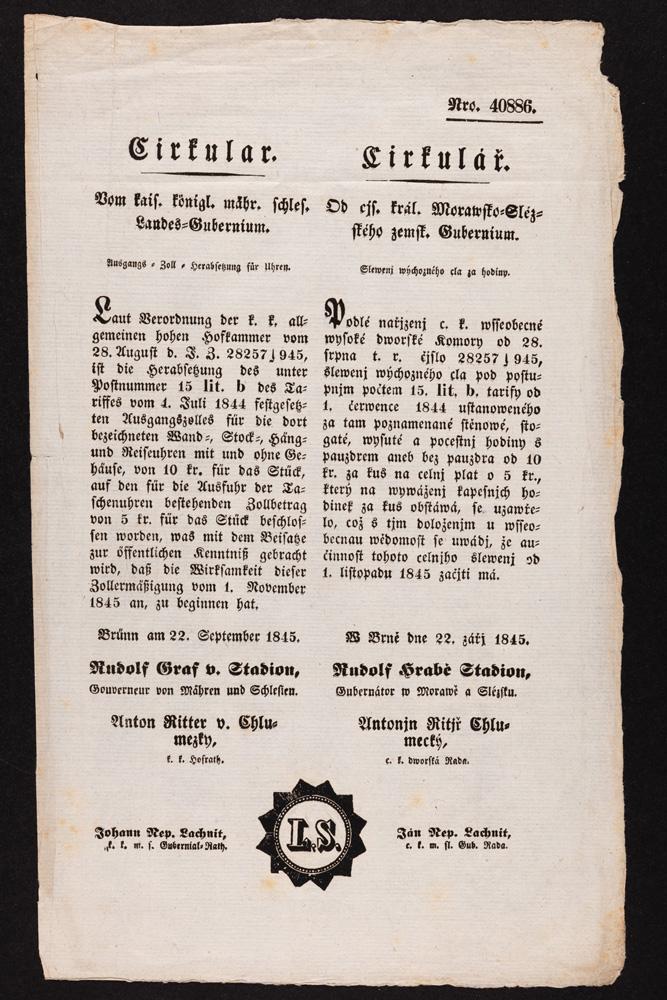 Nro. 40886.
Cirkular.
Vom kais. königl. mähr. schles.
Landes-Gubernium.
Ausgangs-Zoll-Herabsetzung für Uhren.
Laut Verordnung der k. k. all-
gemeinen hohen Hofkammer vom
28. August d. J. Z. 28257 ⁄ 945,
ist die Herabsetzung des unter
Postnummer 15 lit. b des Ta-
riffes vom 4. Juli 1844 festgesetz-
ten Ausgangszolles für die dort
bezeichneten Wand-, Stock-, Häng-
und Reiseuhren mit und ohne Ge-
häuse, von 10 kr. für das Stück,
auf den für die Ausfuhr der Ta-
schenuhren bestehenden Zollbetrag
von 5 kr. für das Stück beschlos-
sen worden, was mit dem Beisatze
zur öffentlichen Kenntniß gebracht
wird, daß die Wirksamkeit dieser
Zollermäßigung vom 1. November
1845 an, zu beginnen hat.
Brünn am 22. September 1845.
Rudolf Graf v. Stadion,
Gouverneur von Mähren und Schlesien.
Anton Ritter v. Chlu-
mezky,
k. k. Hofrath.
Johann Nep. Lachnit,
k. k. m. s. Gubernial-Rath.
Cirkulář.
Od cjs. král. Morawsko-Sléz-
ského zemsk. Gubernium.
Slewenj wýchozného cla za hodiny.
Podlé nařjzenj c. k. wsseobecné
wysoké dworské Komory od 28.
srpna t. r. čjslo 28257 ⁄ 945,
slewenj wýchozného cla pod postu-
pnjm počtem 15. lit. b. tarify od
1. července 1844 ustanoweného
za tam poznamenané stěnowé, sto-
gaté, wysuté a pocestnj hodiny s
pauzdrem aneb bez pauzdra od 10
kr. za kus na celnj plat o 5 kr.,
který na wywáženj kapesnjch ho-
dinek za kus obstáwá, se uzawře-
lo, což s tjm doloženjm u wsseo-
becnau wědomost se uwádj, že au-
činnost tohoto celnjho slewenj od
1. listopadu 1845 začjti má.
W Brně dne 22. zářj 1845.
Rudolf Hrabě Stadion,
Gubernátor w Morawě a Slézsku.
Antonjn Ritjř Chlu-
mecký,
c. k. dworská Rada.
Ján Nep. Lachnit,
c. k. m. sl. Gub. Rada.
L.S.